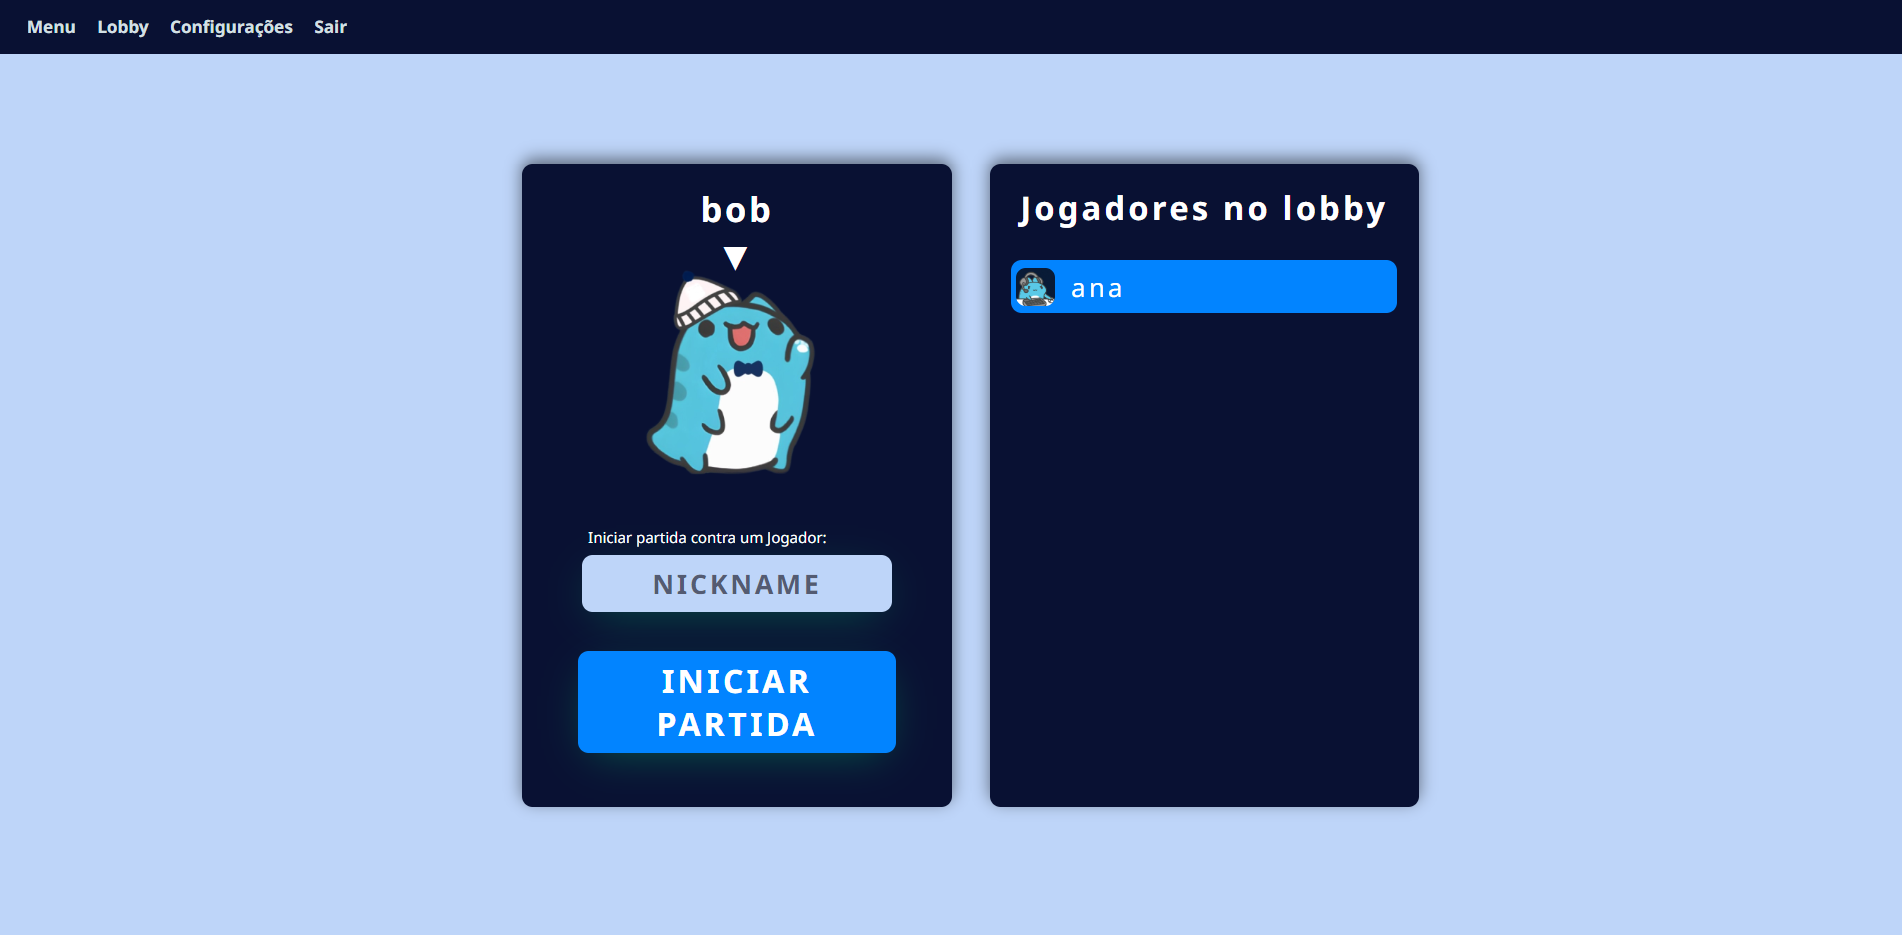 Menu Lobby Configurações Sair
bob
▼
Iniciar partida contra um Jogador:
NICKNAME
INICIAR
PARTIDA
Jogadores no lobby
ana